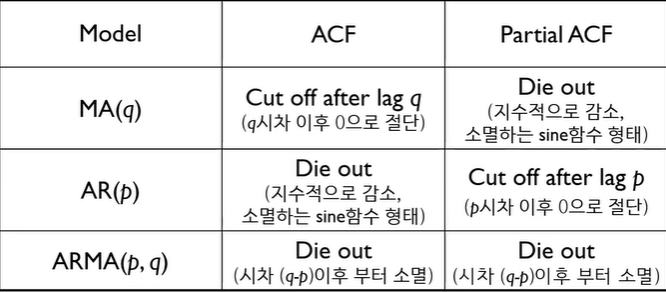 Model
ACF
Partial ACF
MA(q)
Cut off after lag q
(q시차 이후 0으로 절단)
Die out
(지수적으로 감소,
소멸하는 sine함수 형태)
AR(p)
Die out
(지수적으로 감소,
소멸하는 sine함수 형태)
Cut off after lag p
(p시차 이후 0으로 절단)
ARMA(p, q)
Die out
(시차 (q-p)이후 부터 소멸)
Die out
(시차 (q-p)이후 부터 소멸)